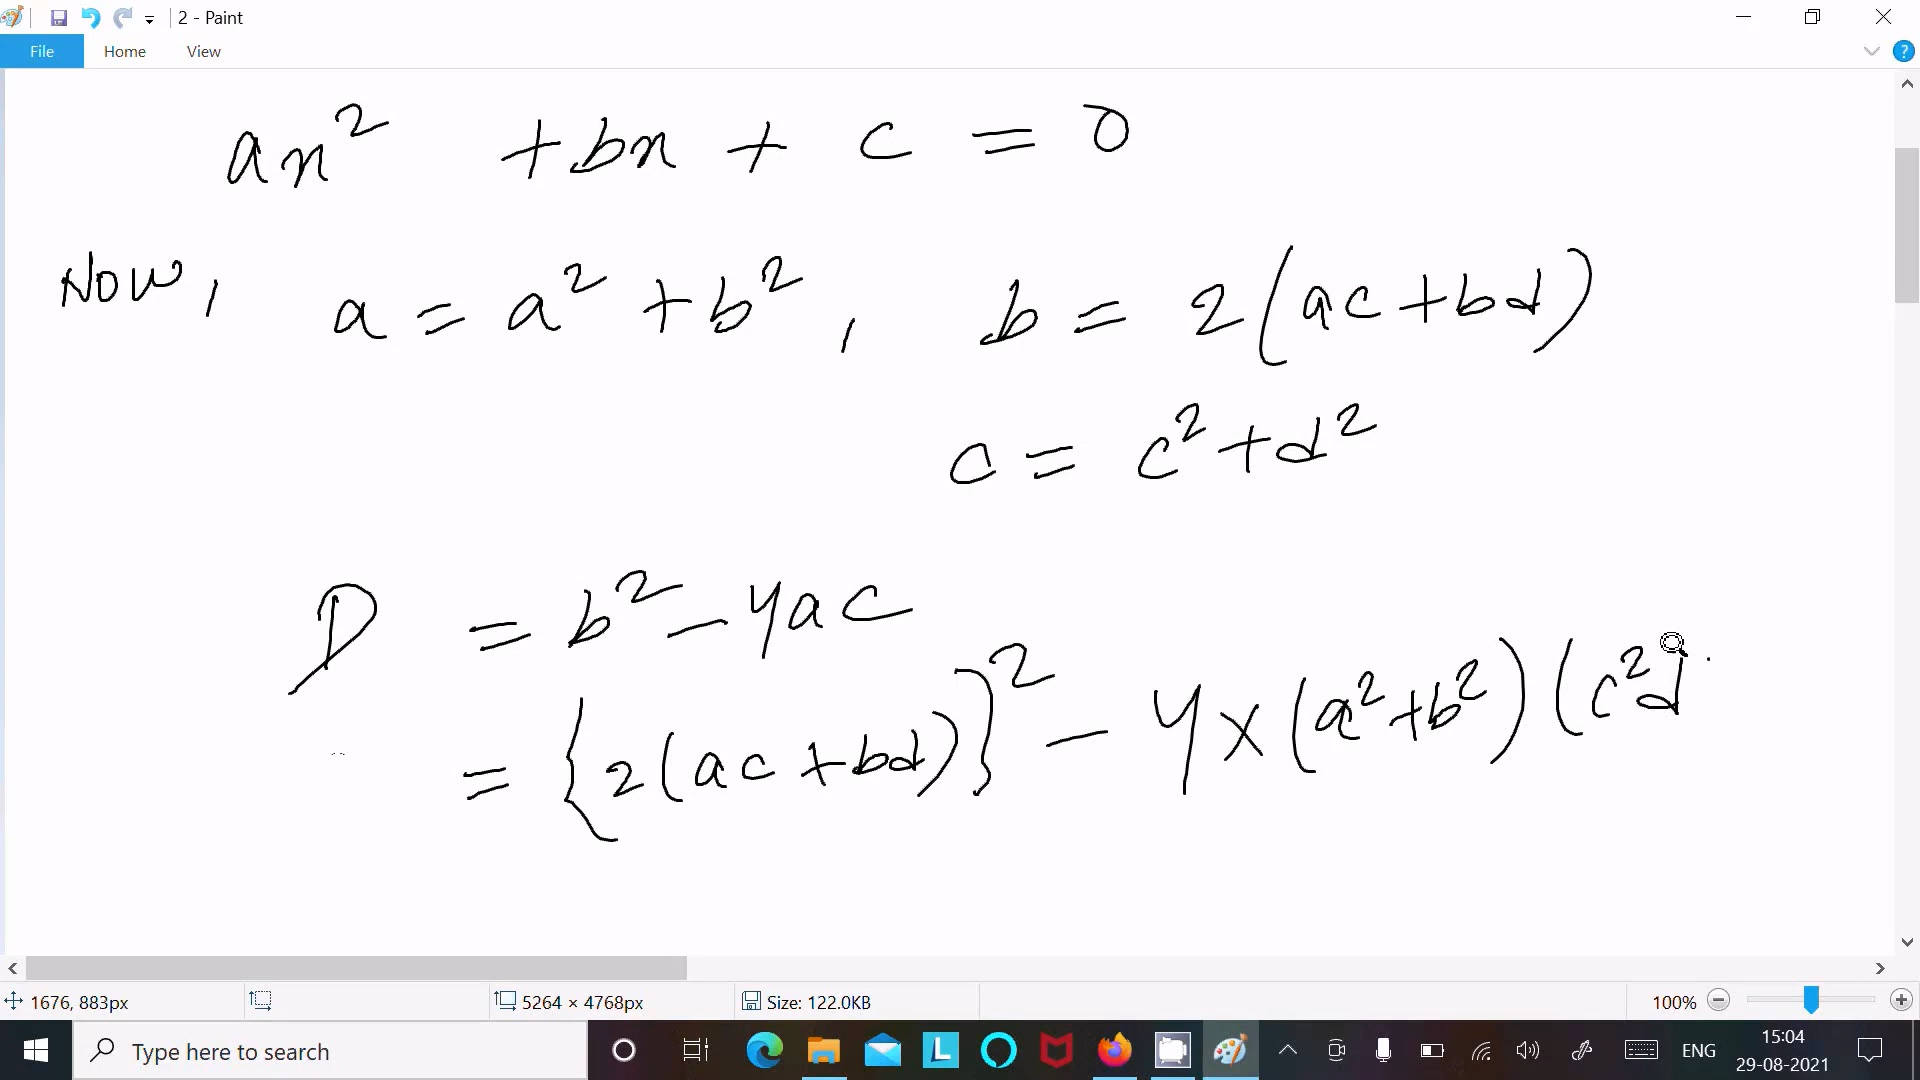 2 - Paint
File Home View
ax² + bx + c = 0
Now, a = a² + b², b = 2(ac+bd)
c = c² + d²
D = b² - 4ac
= {2(ac+bd)}² - 4×(a²+b²)(c²d
1676, 883px 5264 × 4768px Size: 122.0KB 100%
Type here to search
ENG
15:04
29-08-2021